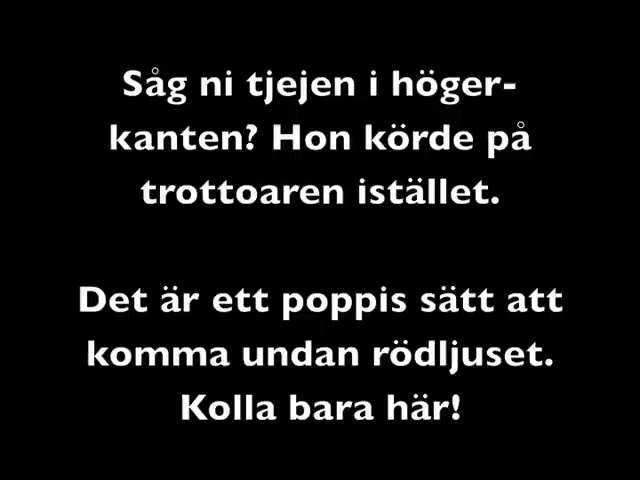 Såg ni tjejen i höger-
kanten? Hon körde på
trottoaren istället.
Det är ett poppis sätt att
komma undan rödljuset.
Kolla bara här!